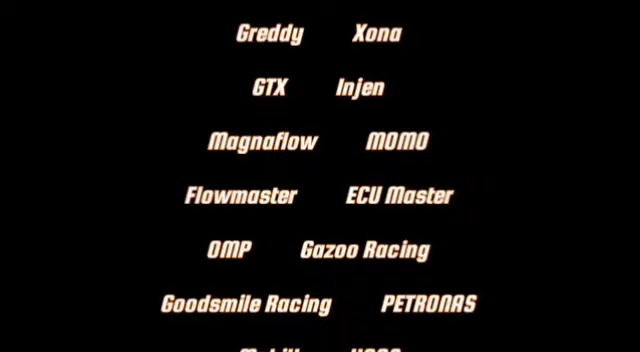 Greddy Xona
GTX Injen
Magnaflow MOMO
Flowmaster ECU Master
OMP Gazoo Racing
Goodsmile Racing PETRONAS